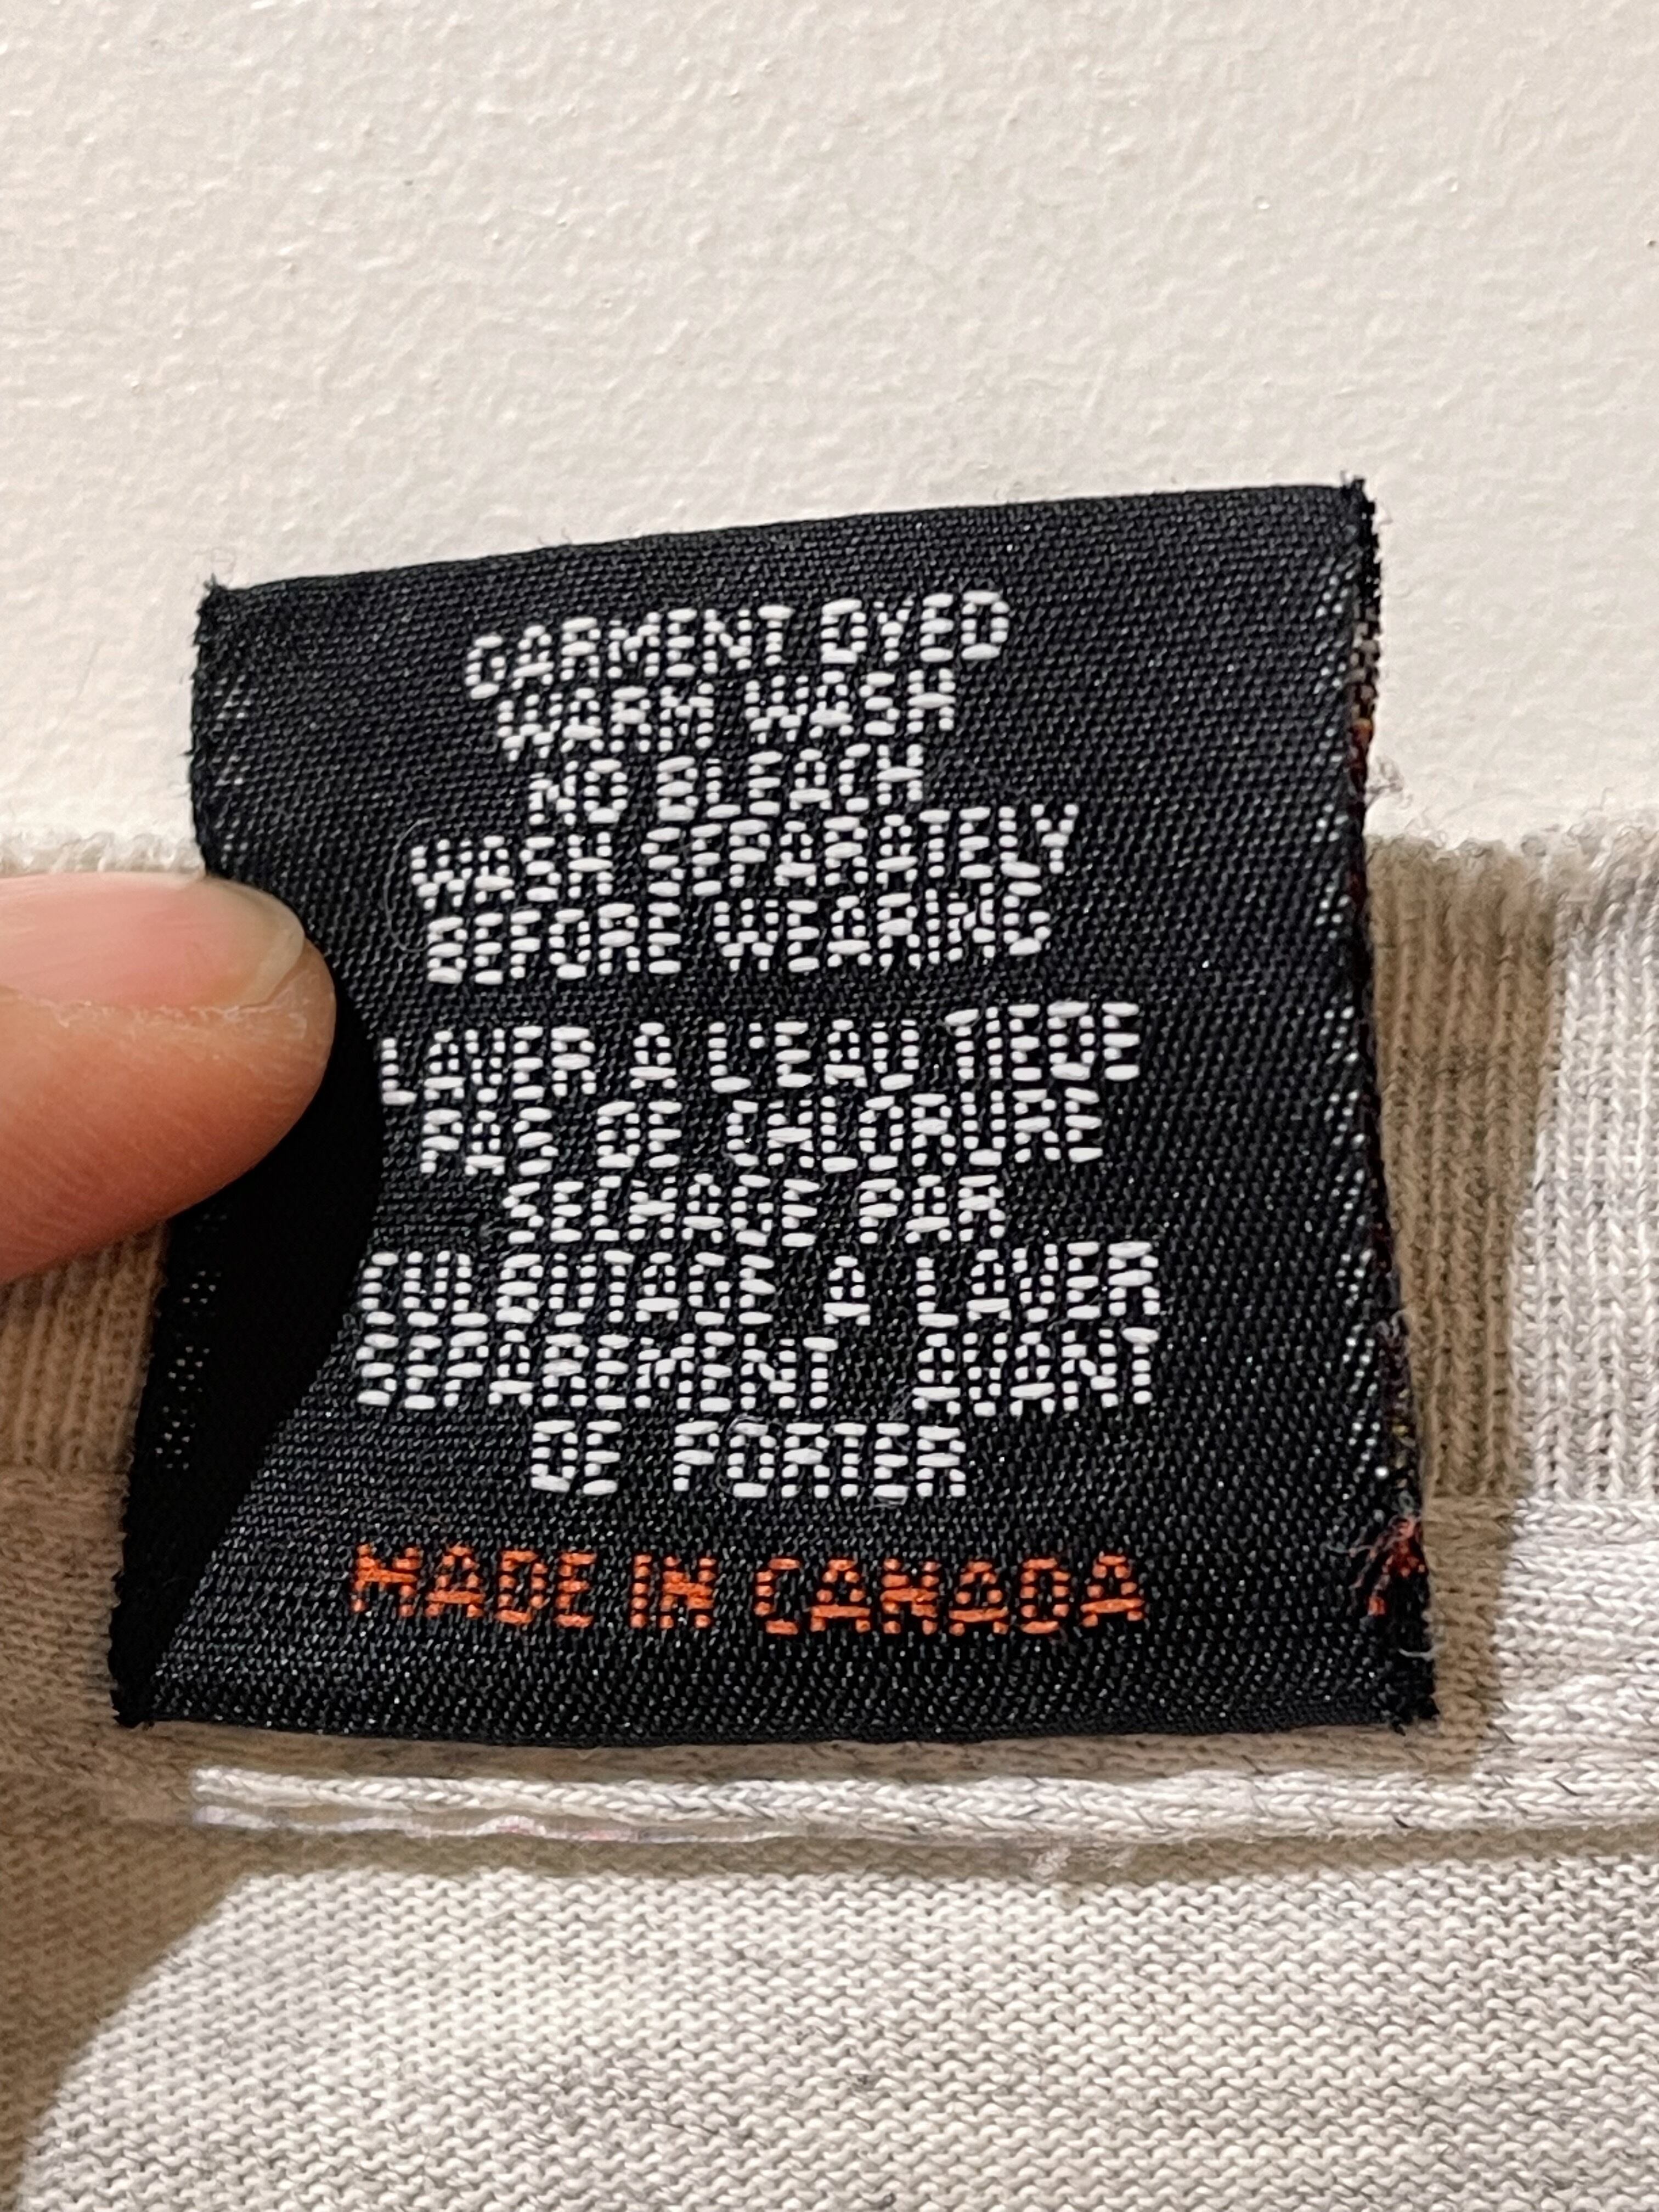 GARMENT DYED
WARM WASH
NO BLEACH
WASH SEPARATELY
BEFORE WEARING
LAVER A L'EAU TIEDE
PAS DE CHLORURE
SECHAGE PAR
CULBUTAGE A LAVER
SEPAREMENT AVANT
DE PORTER
MADE IN CANADA